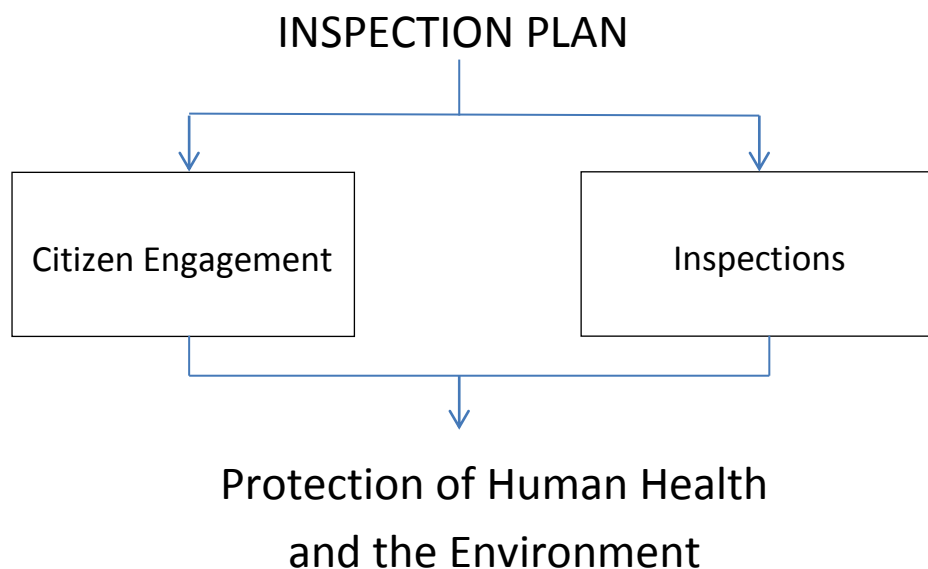 INSPECTION PLAN
Citizen Engagement
Inspections
Protection of Human Health
and the Environment